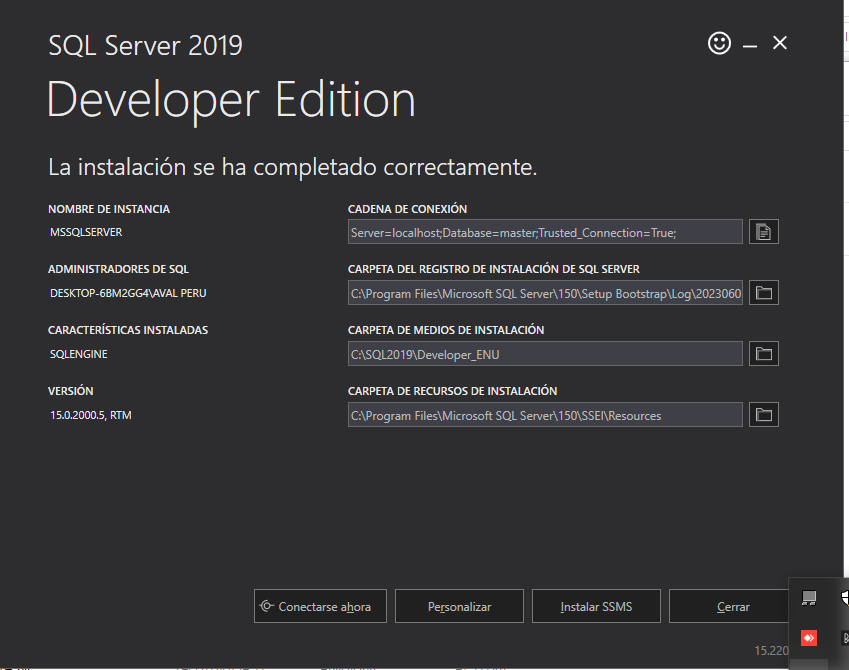 SQL Server 2019
Developer Edition
La instalación se ha completado correctamente.
NOMBRE DE INSTANCIA
MSSQLSERVER
CADENA DE CONEXIÓN
Server=localhost;Database=master;Trusted_Connection=True;
ADMINISTRADORES DE SQL
DESKTOP-6BM2GG4\AVAL PERU
CARPETA DEL REGISTRO DE INSTALACIÓN DE SQL SERVER
C:\Program Files\Microsoft SQL Server\150\Setup Bootstrap\Log\2023060
CARACTERÍSTICAS INSTALADAS
SQLENGINE
CARPETA DE MEDIOS DE INSTALACIÓN
C:\SQL2019\Developer_ENU
VERSIÓN
15.0.2000.5, RTM
CARPETA DE RECURSOS DE INSTALACIÓN
C:\Program Files\Microsoft SQL Server\150\SSEI\Resources
Conectarse ahora
Personalizar
Instalar SSMS
Cerrar
15.220